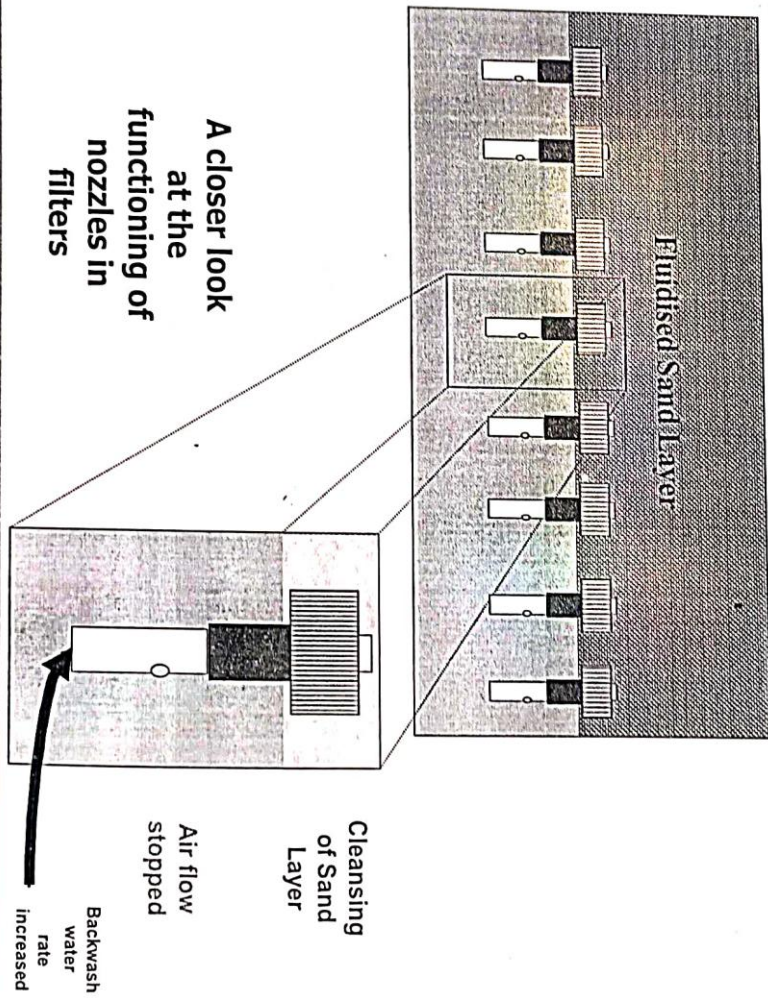 Fluidised Sand Layer
A closer look
at the
functioning of
nozzles in
filters
Cleansing
of Sand
Layer
Air flow
stopped
Backwash
water
rate
increased